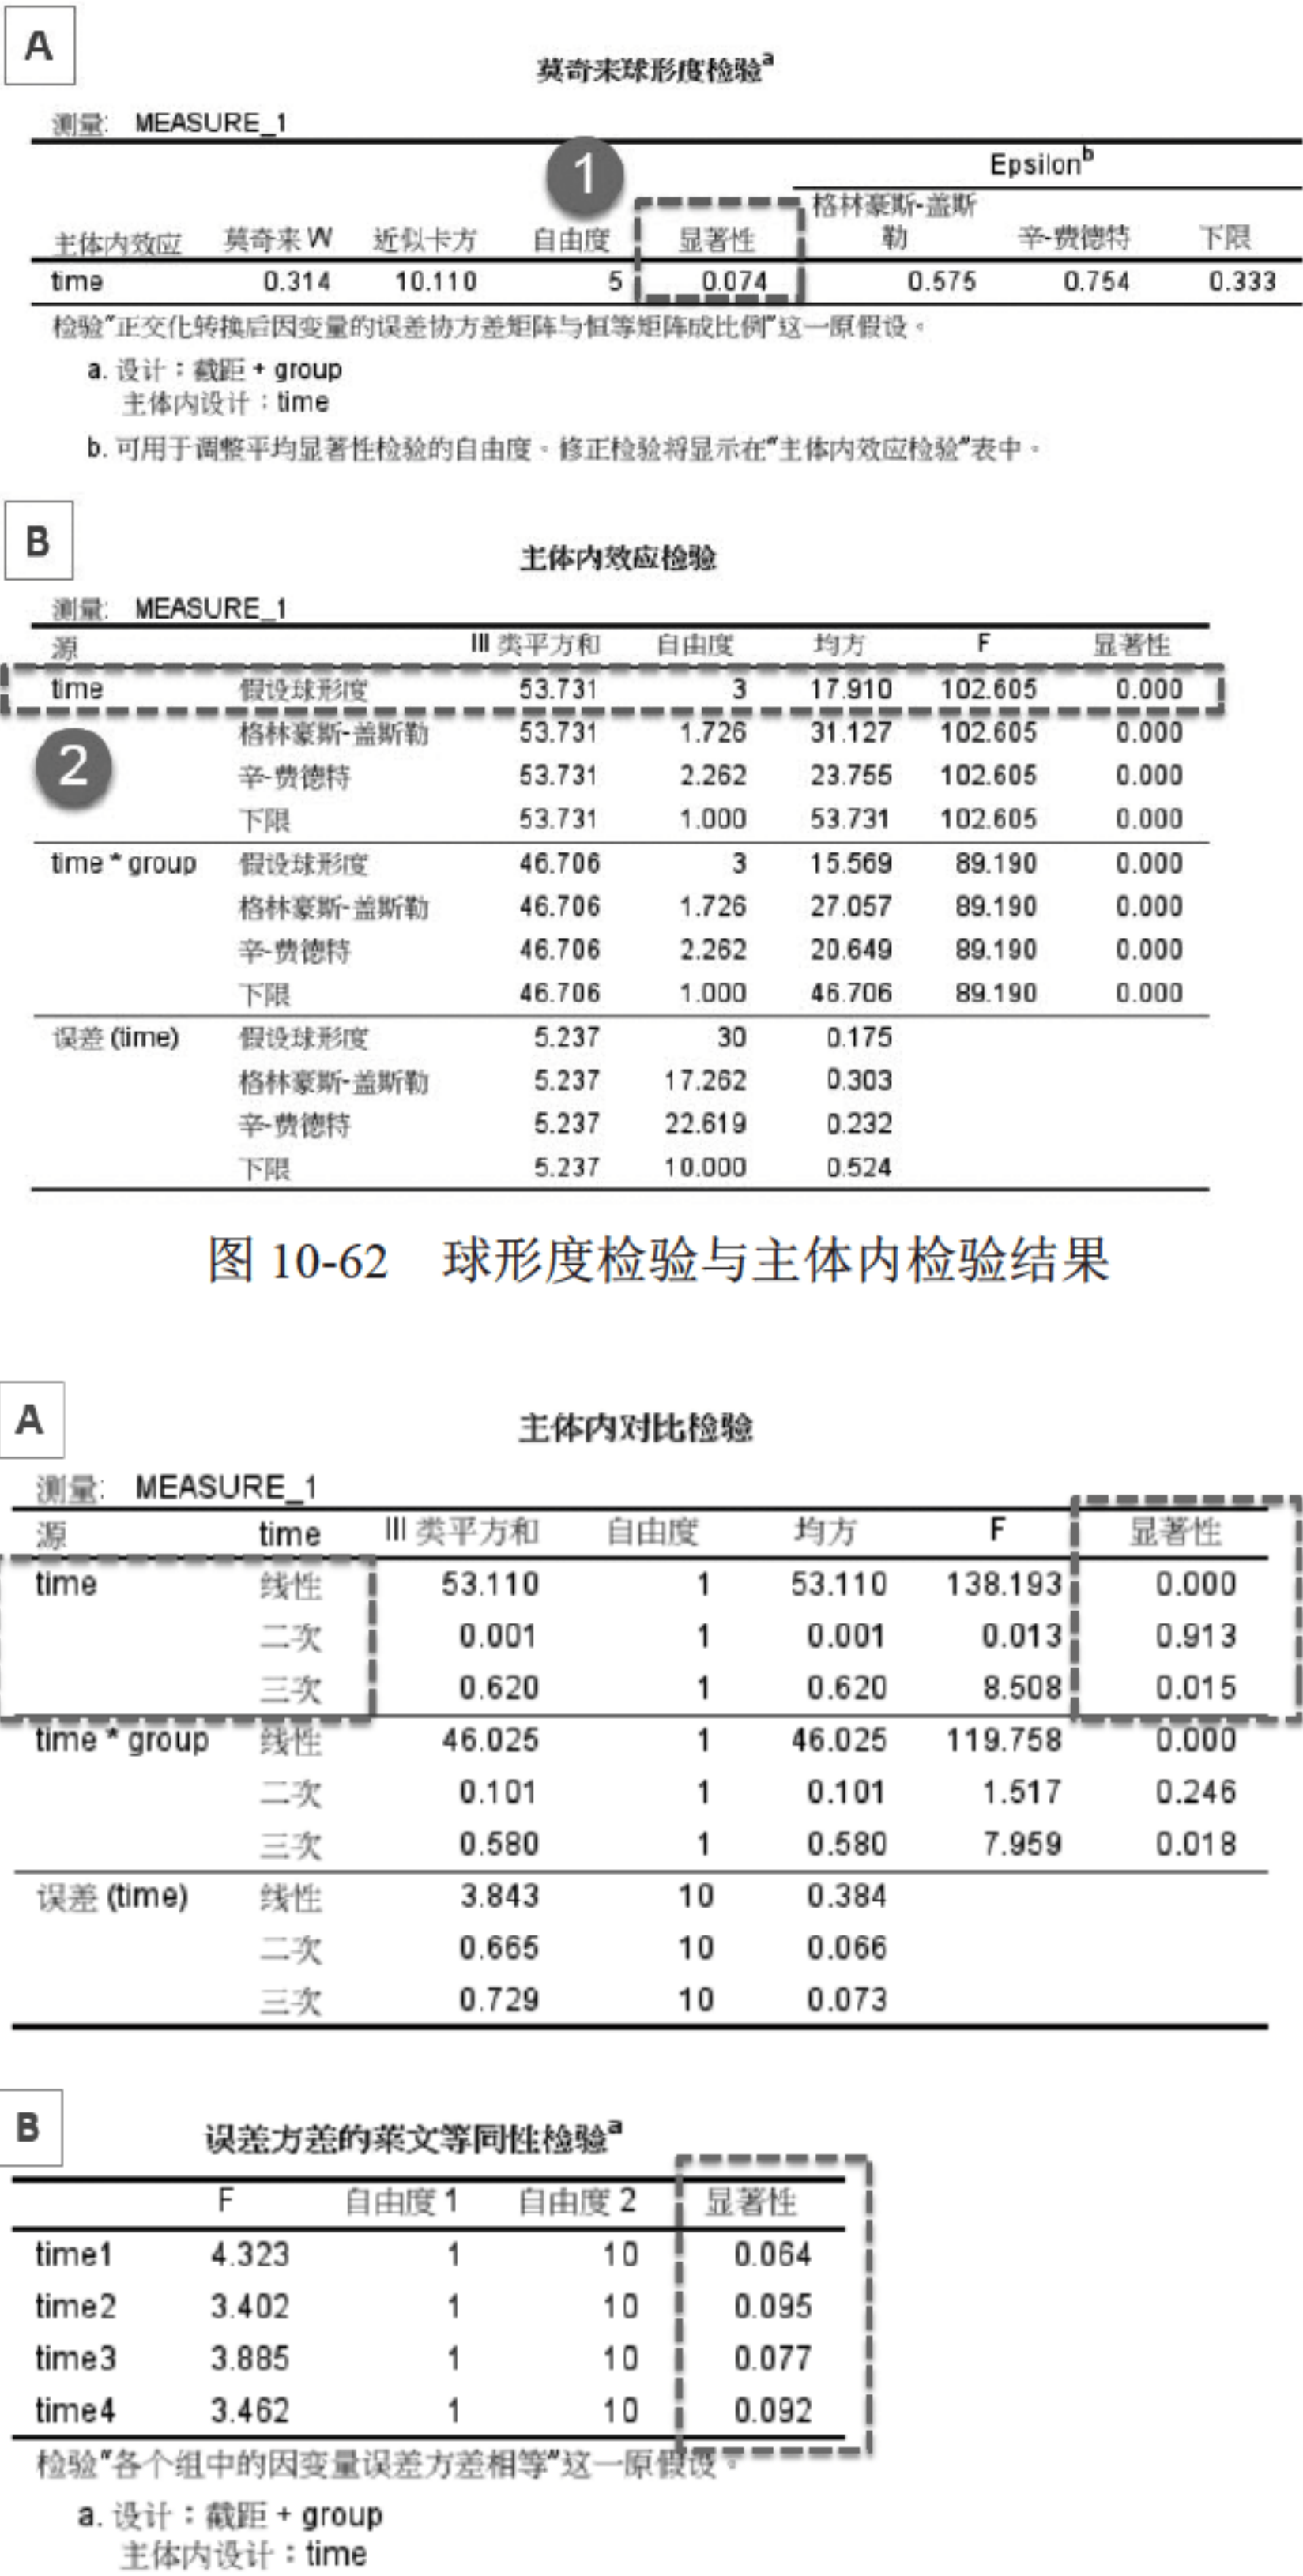 A
莫奇来球形度检验a
测量: MEASURE_1
1
Epsilonb
主体内效应 莫奇来 W 近似卡方 自由度 显著性 格林豪斯-盖斯勒 辛-费德特 下限
time 0.314 10.110 5 0.074 0.575 0.754 0.333
检验"正交化转换后因变量的误差协方差矩阵与恒等矩阵成比例"这一原假设。
a. 设计：截距 + group
主体内设计：time
b. 可用于调整平均显著性检验的自由度。修正检验将显示在"主体内效应检验"表中。
B
主体内效应检验
测量: MEASURE_1
源 III 类平方和 自由度 均方 F 显著性
time 假设球形度 53.731 3 17.910 102.605 0.000
2
格林豪斯-盖斯勒 53.731 1.726 31.127 102.605 0.000
辛-费德特 53.731 2.262 23.755 102.605 0.000
下限 53.731 1.000 53.731 102.605 0.000
time * group 假设球形度 46.706 3 15.569 89.190 0.000
格林豪斯-盖斯勒 46.706 1.726 27.057 89.190 0.000
辛-费德特 46.706 2.262 20.649 89.190 0.000
下限 46.706 1.000 46.706 89.190 0.000
误差 (time) 假设球形度 5.237 30 0.175
格林豪斯-盖斯勒 5.237 17.262 0.303
辛-费德特 5.237 22.619 0.232
下限 5.237 10.000 0.524
图 10-62 球形度检验与主体内检验结果
A
主体内对比检验
测量: MEASURE_1
源 time III 类平方和 自由度 均方 F 显著性
time 线性 53.110 1 53.110 138.193 0.000
二次 0.001 1 0.001 0.013 0.913
三次 0.620 1 0.620 8.508 0.015
time * group 线性 46.025 1 46.025 119.758 0.000
二次 0.101 1 0.101 1.517 0.246
三次 0.580 1 0.580 7.959 0.018
误差 (time) 线性 3.843 10 0.384
二次 0.665 10 0.066
三次 0.729 10 0.073
B
误差方差的莱文等同性检验a
F 自由度 1 自由度 2 显著性
time1 4.323 1 10 0.064
time2 3.402 1 10 0.095
time3 3.885 1 10 0.077
time4 3.462 1 10 0.092
检验"各个组中的因变量误差方差相等"这一原假设。
a. 设计：截距 + group
主体内设计：time